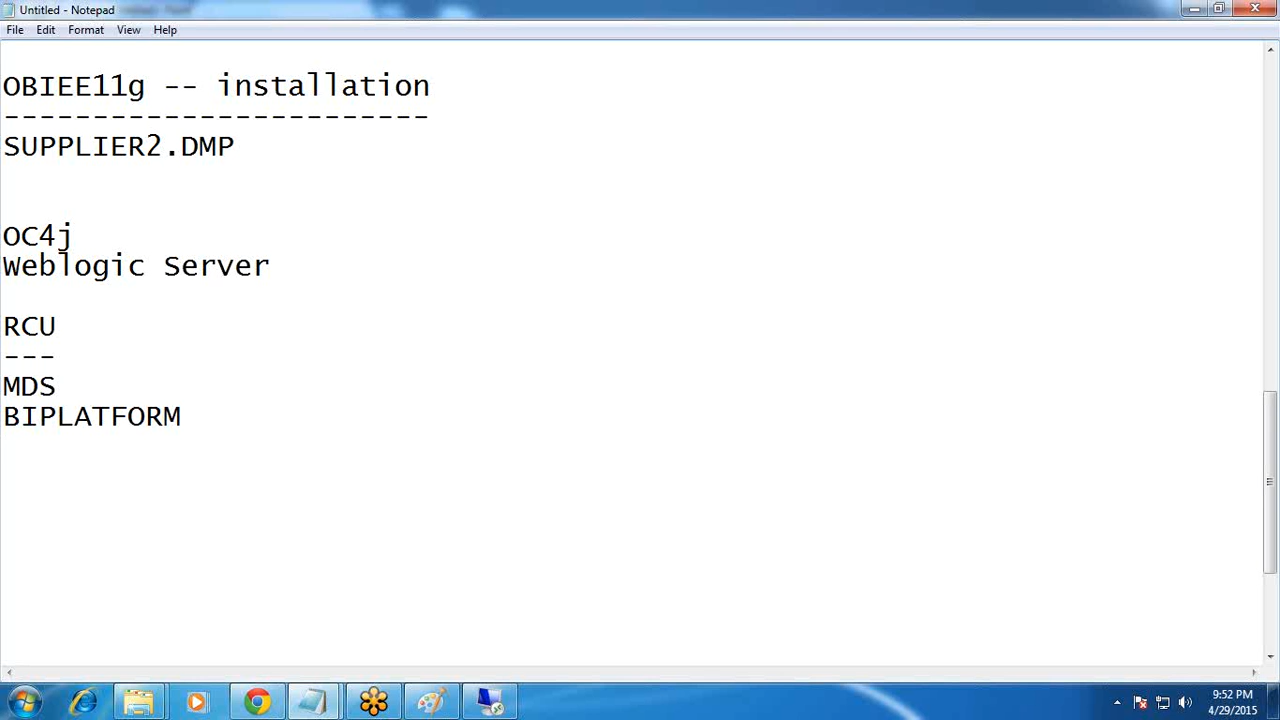 Untitled - Notepad
File Edit Format View Help
OBIEE11g -- installation
------------------------
SUPPLIER2.DMP
OC4j
Weblogic Server
RCU
---
MDS
BIPLATFORM
9:52 PM
4/29/2015